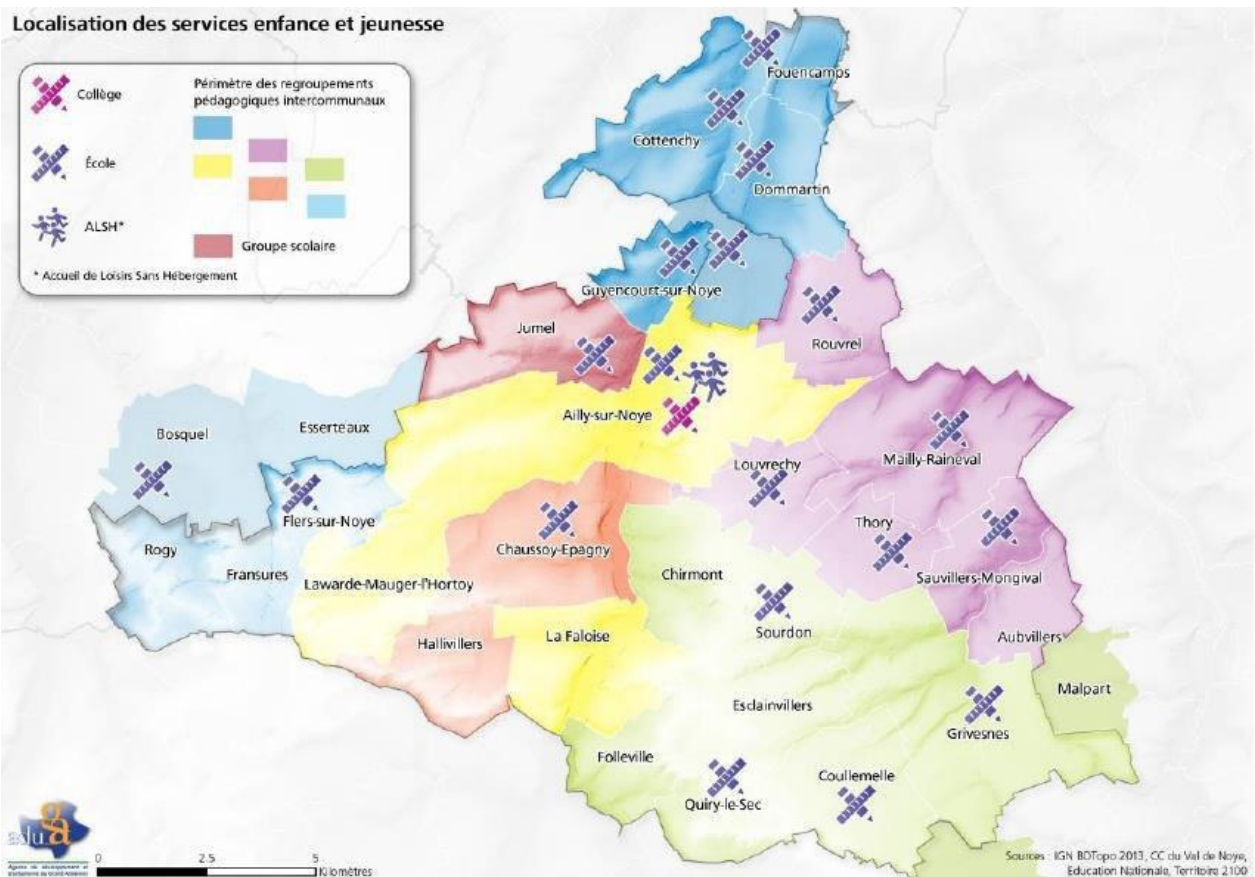 Localisation des services enfance et jeunesse
Collège
École
ALSH*
* Accueil de Loisirs Sans Hébergement
Périmètre des regroupements
pédagogiques intercommunaux
Groupe scolaire
Fouencamps
Cottenchy
Dommartin
Guyencourt-sur-Noye
Jumel
Rouvrel
Ailly-sur-Noye
Bosquel
Esserteaux
Flers-sur-Noye
Louvrechy
Mailly-Raineval
Thory
Chaussoy-Epagny
Rogy
Fransures
Lawarde-Mauger-l'Hortoy
Chirmont
Sauvillers-Mongival
Sourdon
Hallivillers
La Faloise
Aubvillers
Malpart
Esclainvillers
Grivesnes
Folleville
Quiry-le-Sec
Coullemelle
adu ga
0 2.5 5
Kilomètres
Sources : IGN BDTopo 2013, CC du Val de Noye,
Education Nationale, Territoire 2100